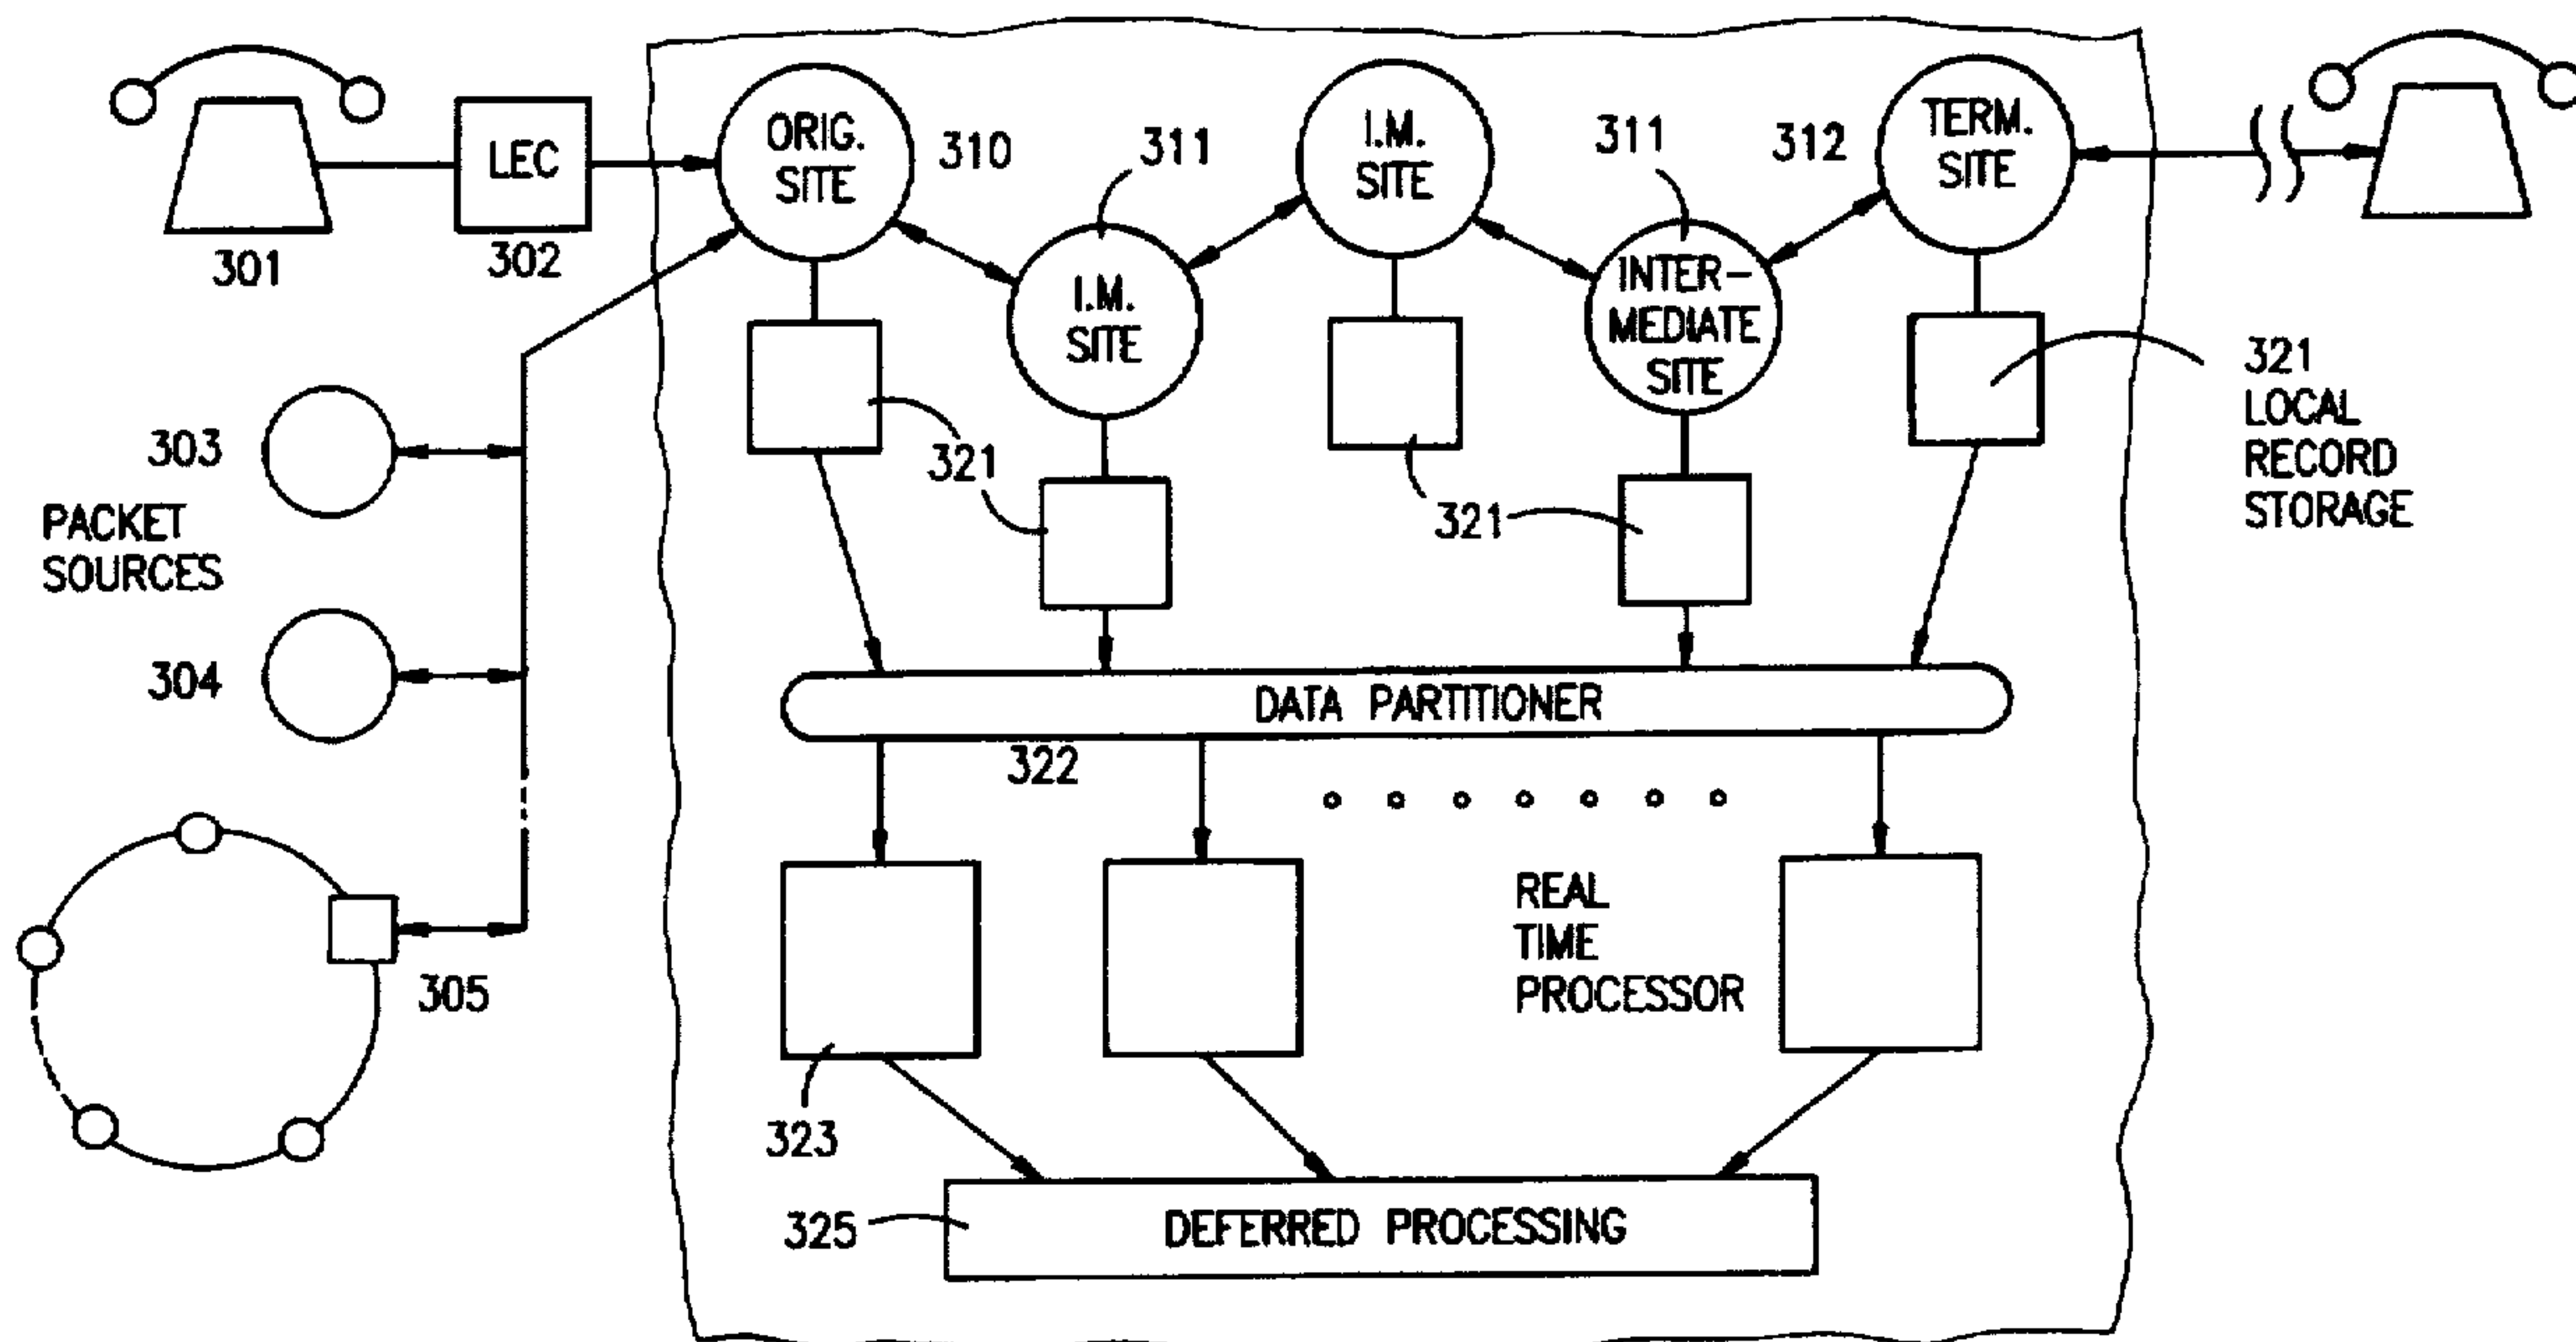 ORIG.
SITE
310
LEC
301
302
311
I.M.
SITE
I.M.
SITE
311
INTER-
MEDIATE
SITE
312
TERM.
SITE
321
LOCAL
RECORD
STORAGE
303
PACKET
SOURCES
304
305
321
321
DATA PARTITIONER
322
REAL
TIME
PROCESSOR
323
325
DEFERRED PROCESSING